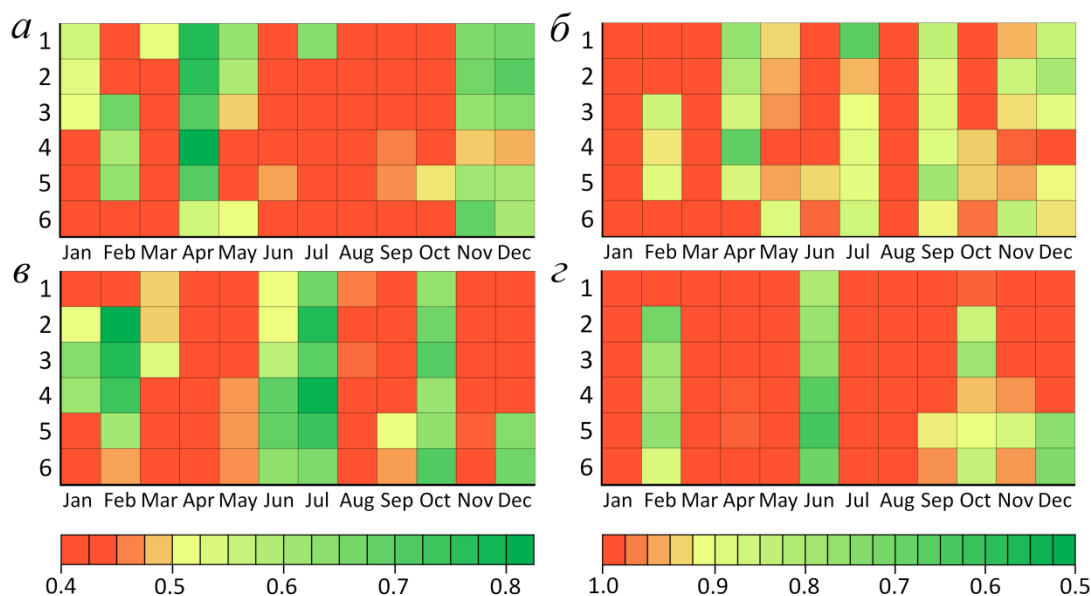 а б
1 1
2 2
3 3
4 4
5 5
6 6
Jan Feb Mar Apr May Jun Jul Aug Sep Oct Nov Dec Jan Feb Mar Apr May Jun Jul Aug Sep Oct Nov Dec
в г
1 1
2 2
3 3
4 4
5 5
6 6
Jan Feb Mar Apr May Jun Jul Aug Sep Oct Nov Dec Jan Feb Mar Apr May Jun Jul Aug Sep Oct Nov Dec
0.4 0.5 0.6 0.7 0.8 1.0 0.9 0.8 0.7 0.6 0.5